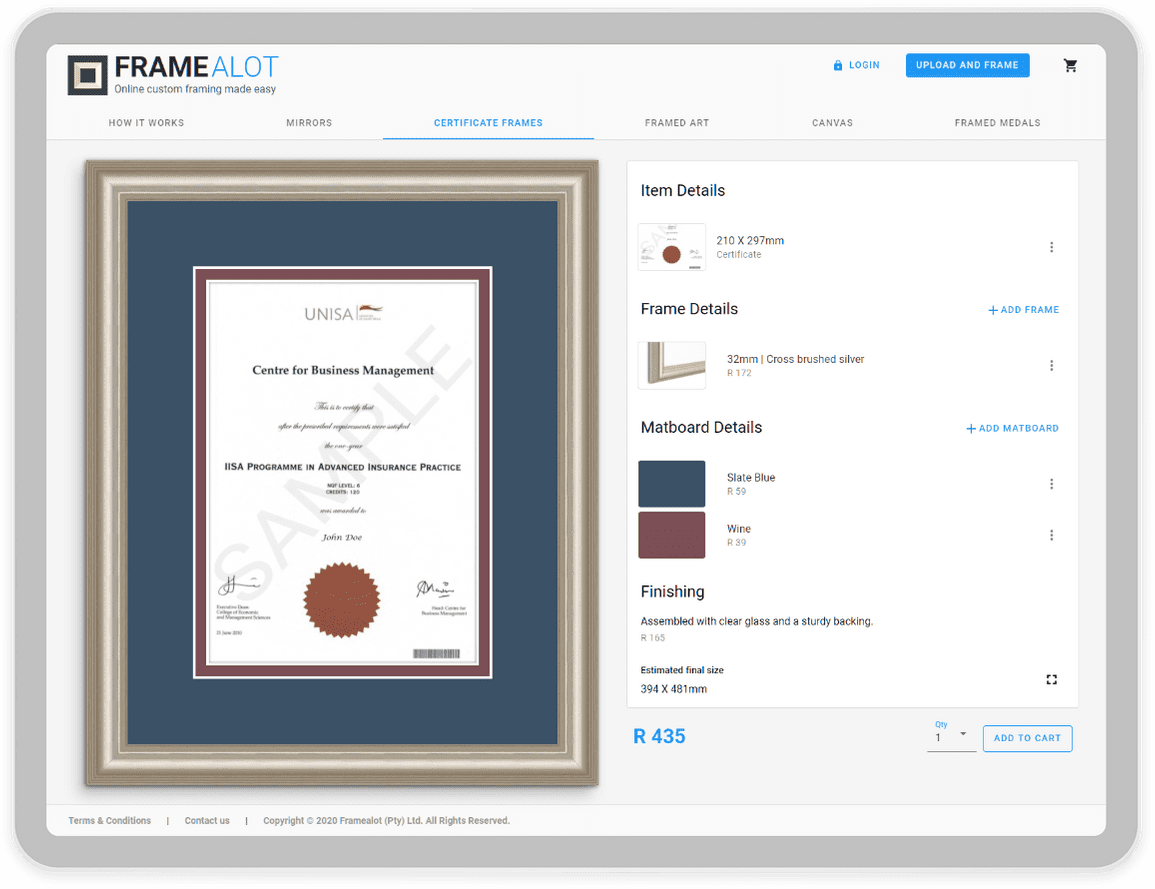 FRAMEALOT
Online custom framing made easy
LOGIN
UPLOAD AND FRAME
HOW IT WORKS
MIRRORS
CERTIFICATE FRAMES
FRAMED ART
CANVAS
FRAMED MEDALS
UNISA
Centre for Business Management
This is to certify that
after the prescribed requirements were satisfied
the one-year
IISA PROGRAMME IN ADVANCED INSURANCE PRACTICE
NQF LEVEL: 6
CREDITS: 120
was awarded to
John Doe
SAMPLE
Executive Dean
College of Economic
and Management Sciences
21 June 2010
Head: Centre for
Business Management
Item Details
210 X 297mm
Certificate
Frame Details
+ ADD FRAME
32mm | Cross brushed silver
R 172
Matboard Details
+ ADD MATBOARD
Slate Blue
R 59
Wine
R 39
Finishing
Assembled with clear glass and a sturdy backing.
R 165
Estimated final size
394 X 481mm
R 435
Qty
1
ADD TO CART
Terms & Conditions | Contact us | Copyright © 2020 Framealot (Pty) Ltd. All Rights Reserved.